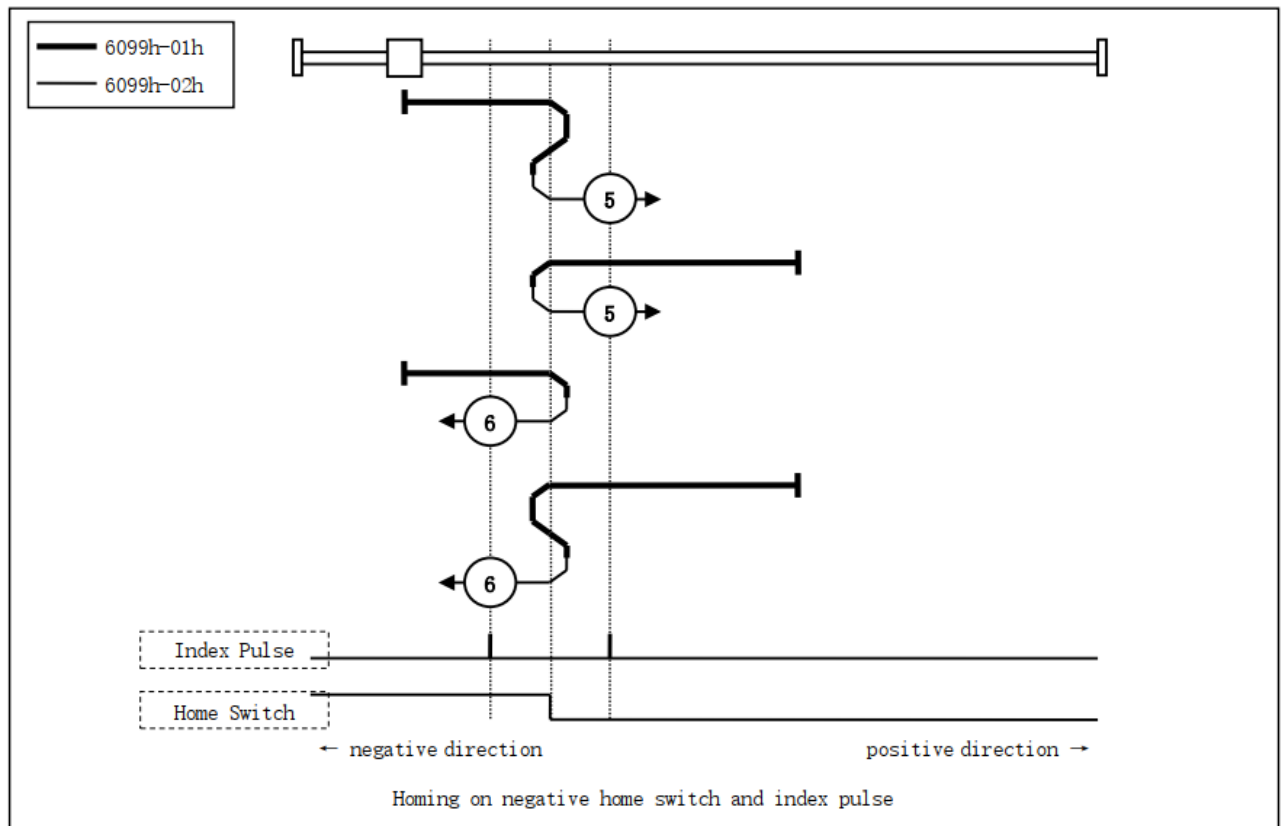 6099h-01h
6099h-02h
5
5
6
6
Index Pulse
Home Switch
← negative direction
positive direction →
Homing on negative home switch and index pulse